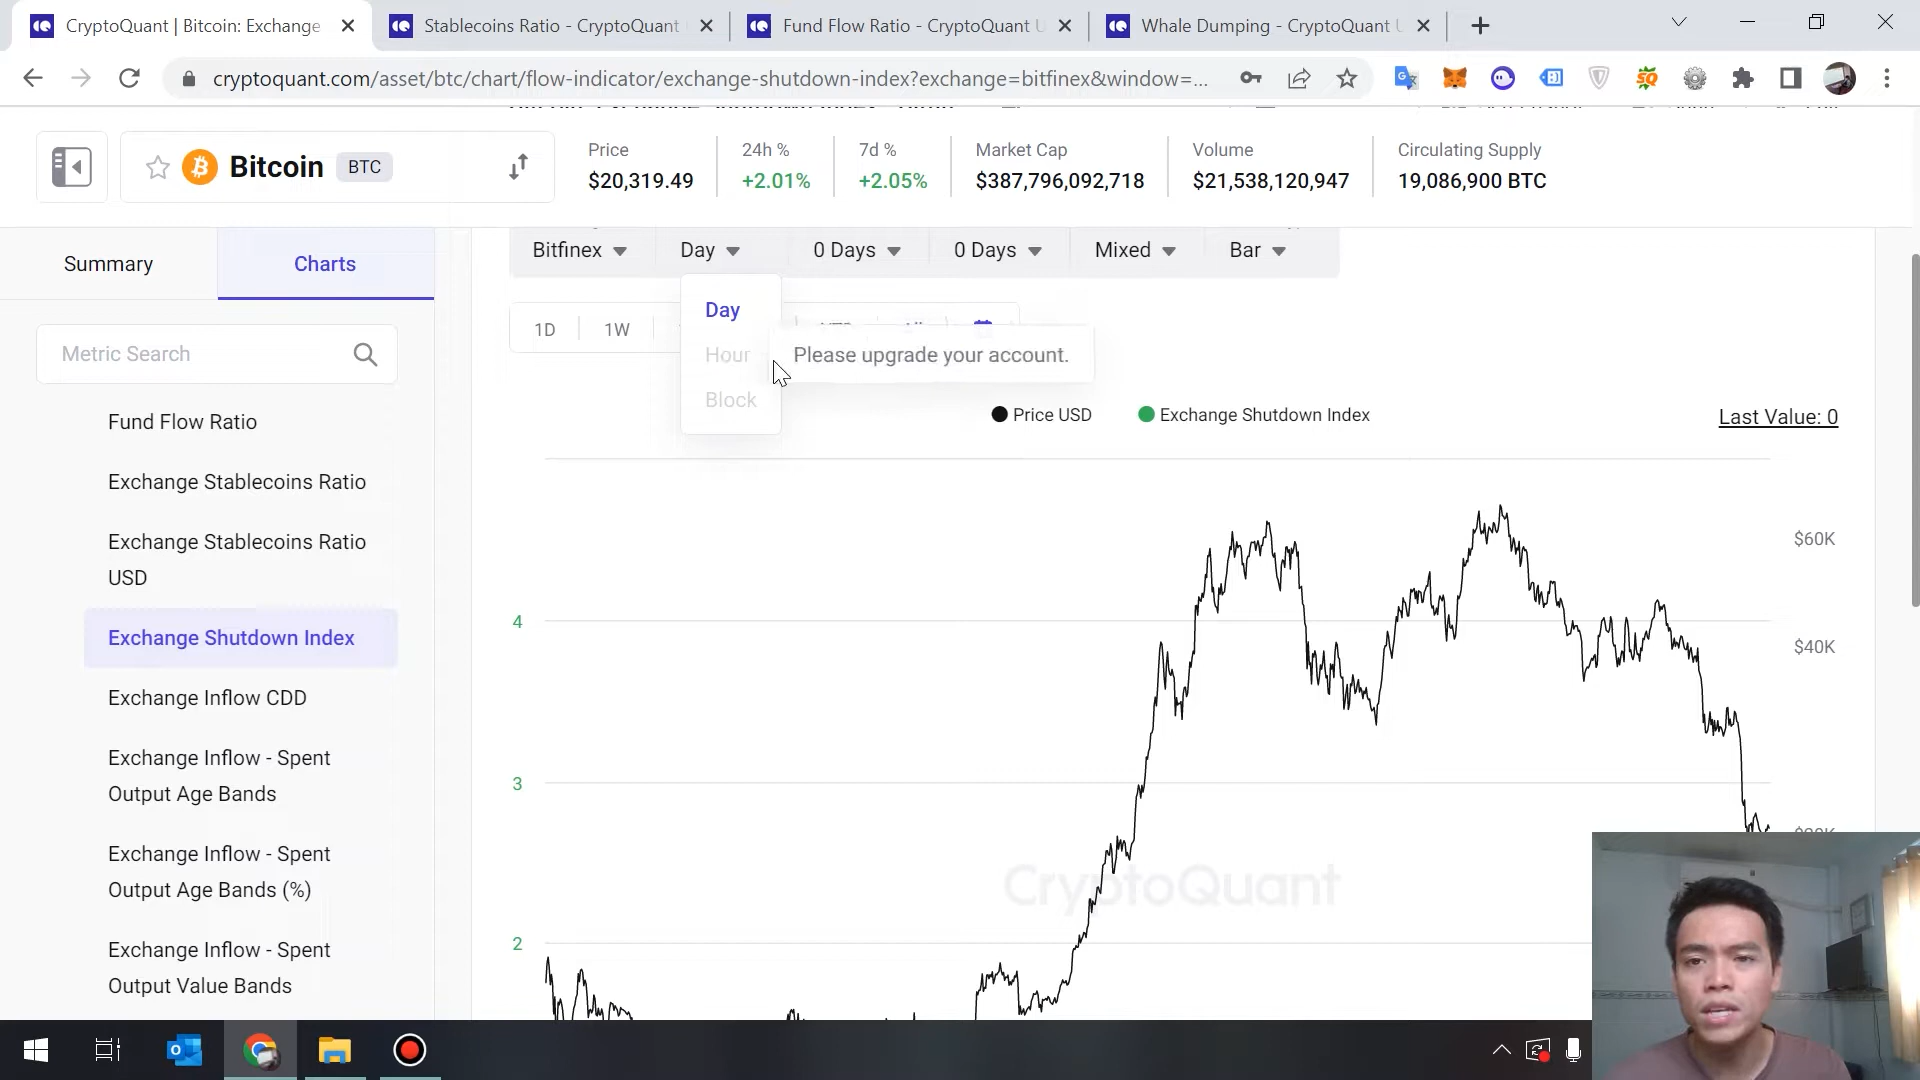 CryptoQuant | Bitcoin: Exchange
Stablecoins Ratio - CryptoQuant
Fund Flow Ratio - CryptoQuant U
Whale Dumping - CryptoQuant U
cryptoquant.com/asset/btc/chart/flow-indicator/exchange-shutdown-index?exchange=bitfinex&window=...
Bitcoin BTC
Price
$20,319.49
24h %
+2.01%
7d %
+2.05%
Market Cap
$387,796,092,718
Volume
$21,538,120,947
Circulating Supply
19,086,900 BTC
Summary
Charts
Bitfinex
Day
0 Days
0 Days
Mixed
Bar
1D
1W
Day
Hour
Block
Please upgrade your account.
Metric Search
Fund Flow Ratio
Exchange Stablecoins Ratio
Exchange Stablecoins Ratio
USD
Exchange Shutdown Index
Exchange Inflow CDD
Exchange Inflow - Spent
Output Age Bands
Exchange Inflow - Spent
Output Age Bands (%)
Exchange Inflow - Spent
Output Value Bands
Price USD
Exchange Shutdown Index
Last Value: 0
$60K
4
$40K
3
CryptoQuant
2